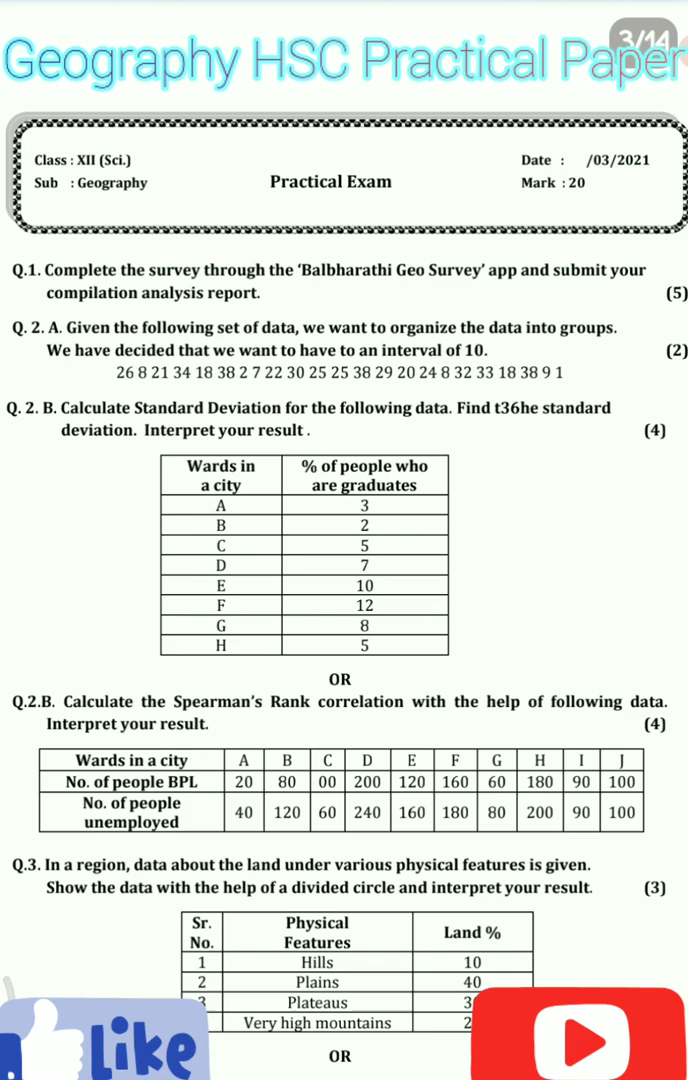 3/14
Geography HSC Practical Paper
Class : XII (Sci.) Date : /03/2021
Sub : Geography Practical Exam Mark : 20
Q.1. Complete the survey through the ‘Balbharathi Geo Survey’ app and submit your
compilation analysis report. (5)
Q. 2. A. Given the following set of data, we want to organize the data into groups.
We have decided that we want to have to an interval of 10. (2)
26 8 21 34 18 38 2 7 22 30 25 25 38 29 20 24 8 32 33 18 38 9 1
Q. 2. B. Calculate Standard Deviation for the following data. Find t36he standard
deviation. Interpret your result . (4)
Wards in % of people who
a city are graduates
A 3
B 2
C 5
D 7
E 10
F 12
G 8
H 5
OR
Q.2.B. Calculate the Spearman’s Rank correlation with the help of following data.
Interpret your result. (4)
Wards in a city A B C D E F G H I J
No. of people BPL 20 80 00 200 120 160 60 180 90 100
No. of people
unemployed 40 120 60 240 160 180 80 200 90 100
Q.3. In a region, data about the land under various physical features is given.
Show the data with the help of a divided circle and interpret your result. (3)
Sr. Physical Land %
No. Features
1 Hills 10
2 Plains 40
3 Plateaus 3
Very high mountains 2
Like
OR